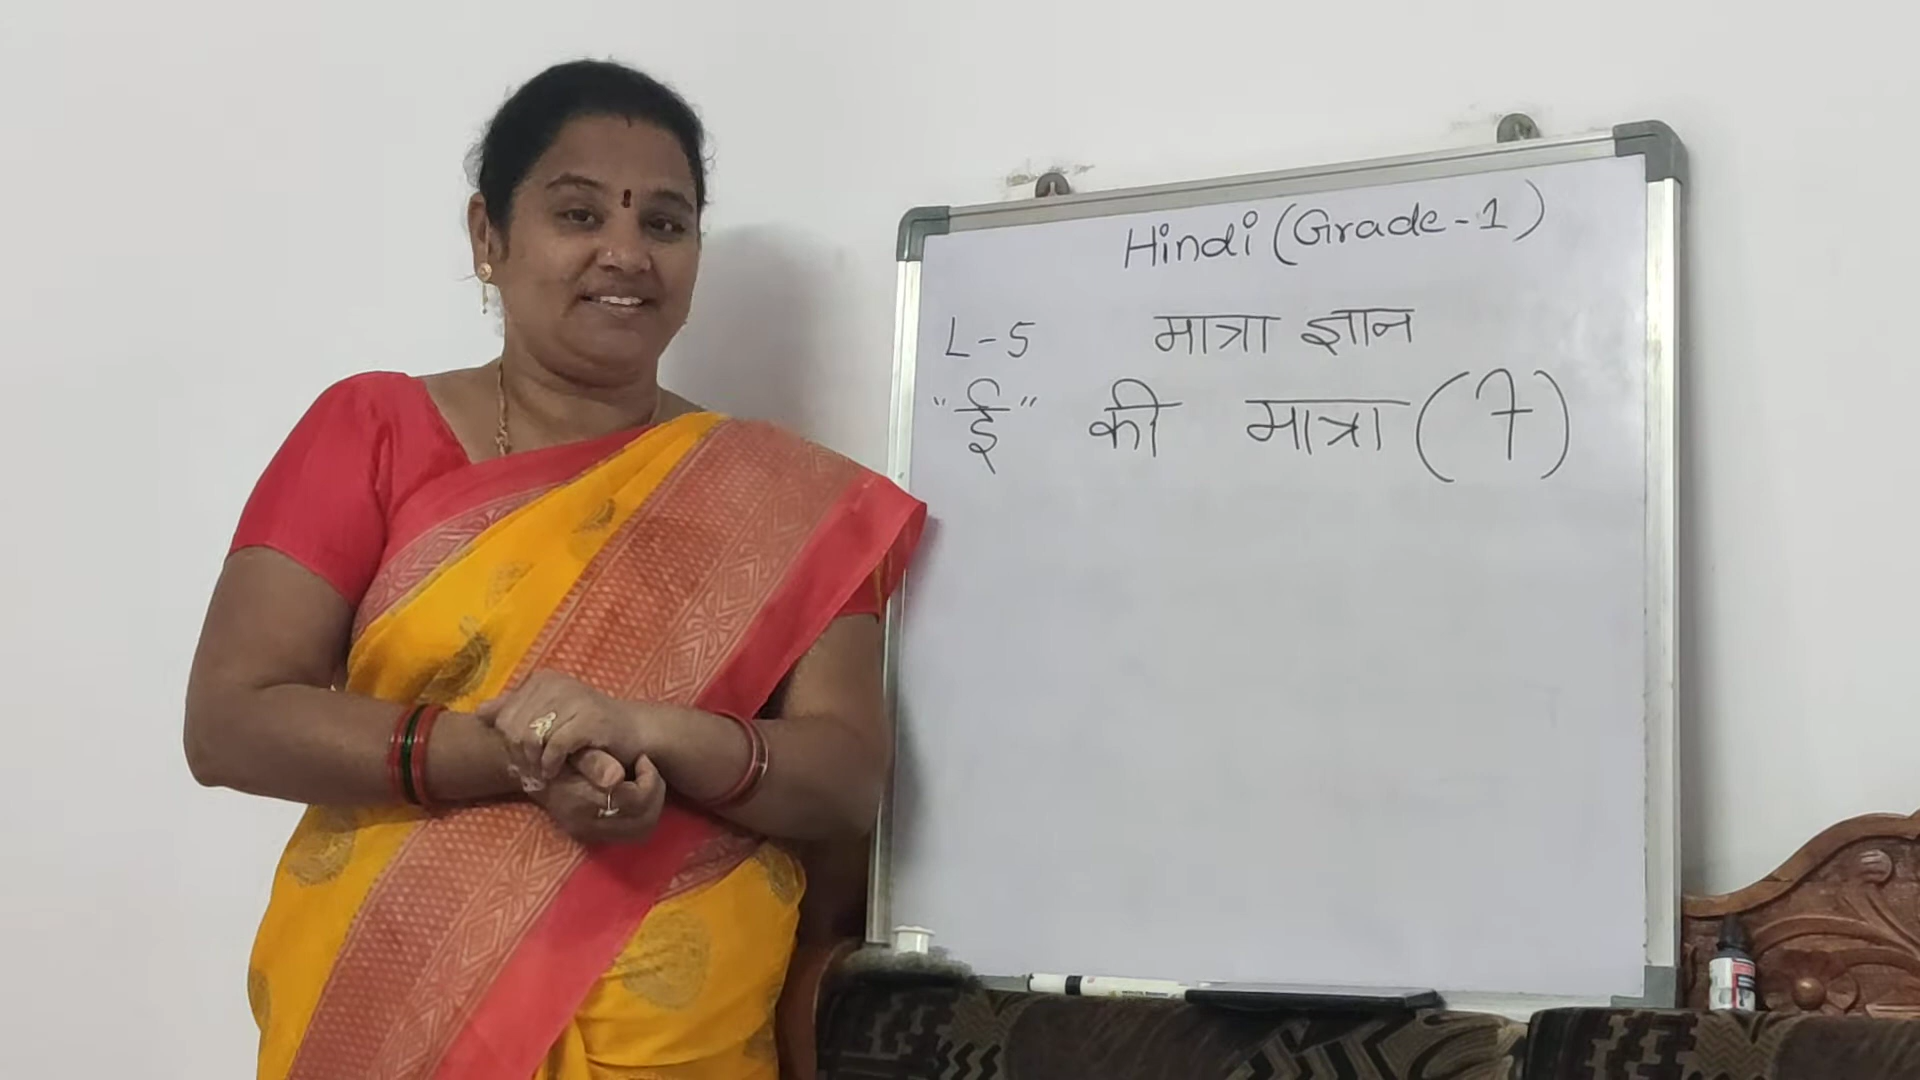 Hindi (Grade-1)
L-5 मात्रा ज्ञान
"ई" की मात्रा ( ी )